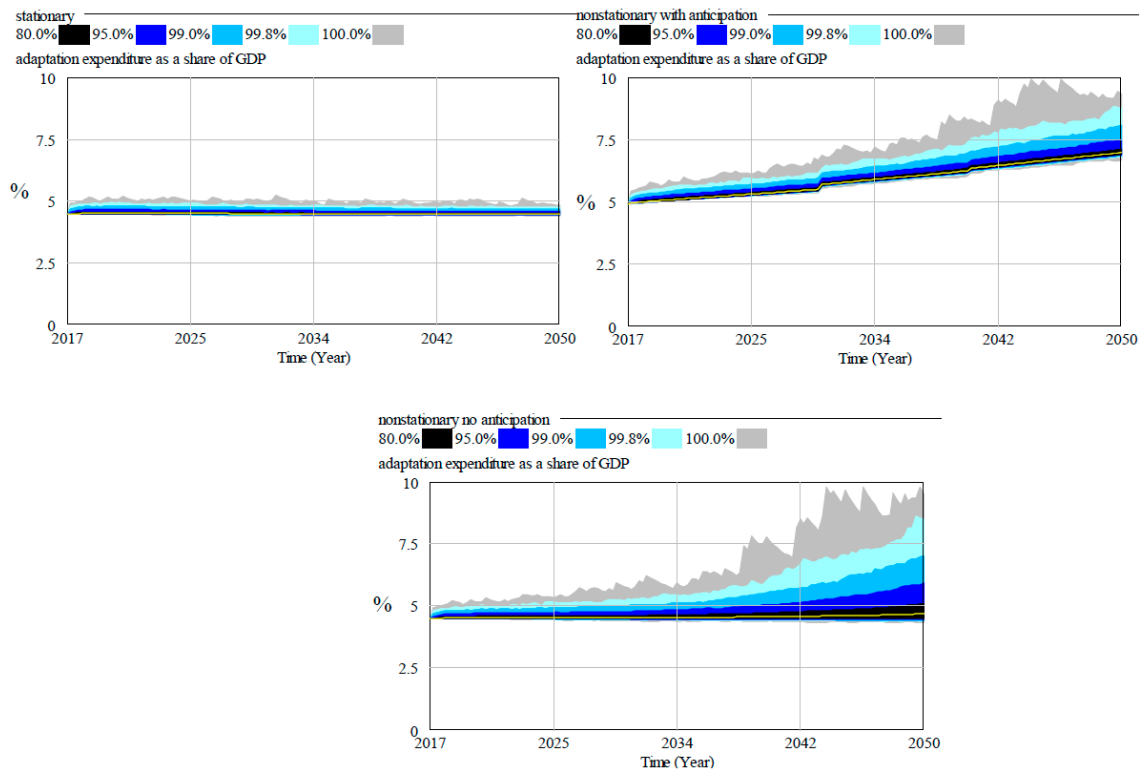 stationary
80.0% 95.0% 99.0% 99.8% 100.0%
adaptation expenditure as a share of GDP
10
7.5
%
5
2.5
0
2017 2025 2034 2042 2050
Time (Year)
nonstationary with anticipation
80.0% 95.0% 99.0% 99.8% 100.0%
adaptation expenditure as a share of GDP
10
7.5
%
5
2.5
0
2017 2025 2034 2042 2050
Time (Year)
nonstationary no anticipation
80.0% 95.0% 99.0% 99.8% 100.0%
adaptation expenditure as a share of GDP
10
7.5
%
5
2.5
0
2017 2025 2034 2042 2050
Time (Year)